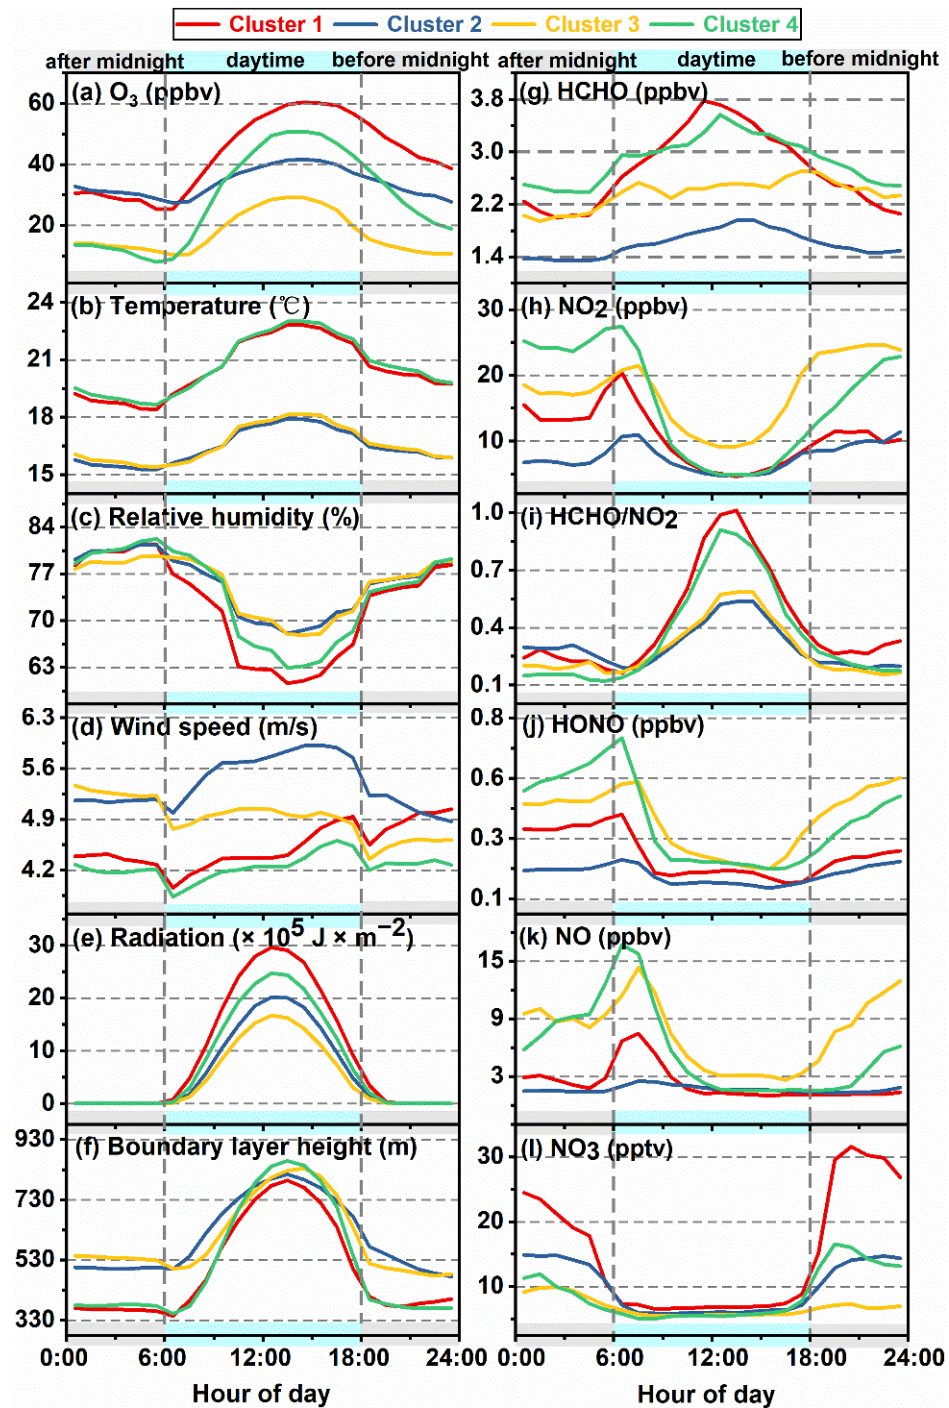 Cluster 1 Cluster 2 Cluster 3 Cluster 4
after midnight daytime before midnight
after midnight daytime before midnight
(a) O3 (ppbv)
60
40
20
(b) Temperature (℃)
24
21
18
15
(c) Relative humidity (%)
84
77
70
63
(d) Wind speed (m/s)
6.3
5.6
4.9
4.2
(e) Radiation (× 10⁵ J × m⁻²)
30
20
10
0
(f) Boundary layer height (m)
930
730
530
330
0:00 6:00 12:00 18:00 24:00
Hour of day
(g) HCHO (ppbv)
3.8
3.0
2.2
1.4
(h) NO2 (ppbv)
30
20
10
(i) HCHO/NO2
1.0
0.7
0.4
0.1
(j) HONO (ppbv)
0.8
0.6
0.3
0.1
(k) NO (ppbv)
15
9
3
(l) NO3 (pptv)
30
20
10
0:00 6:00 12:00 18:00 24:00
Hour of day